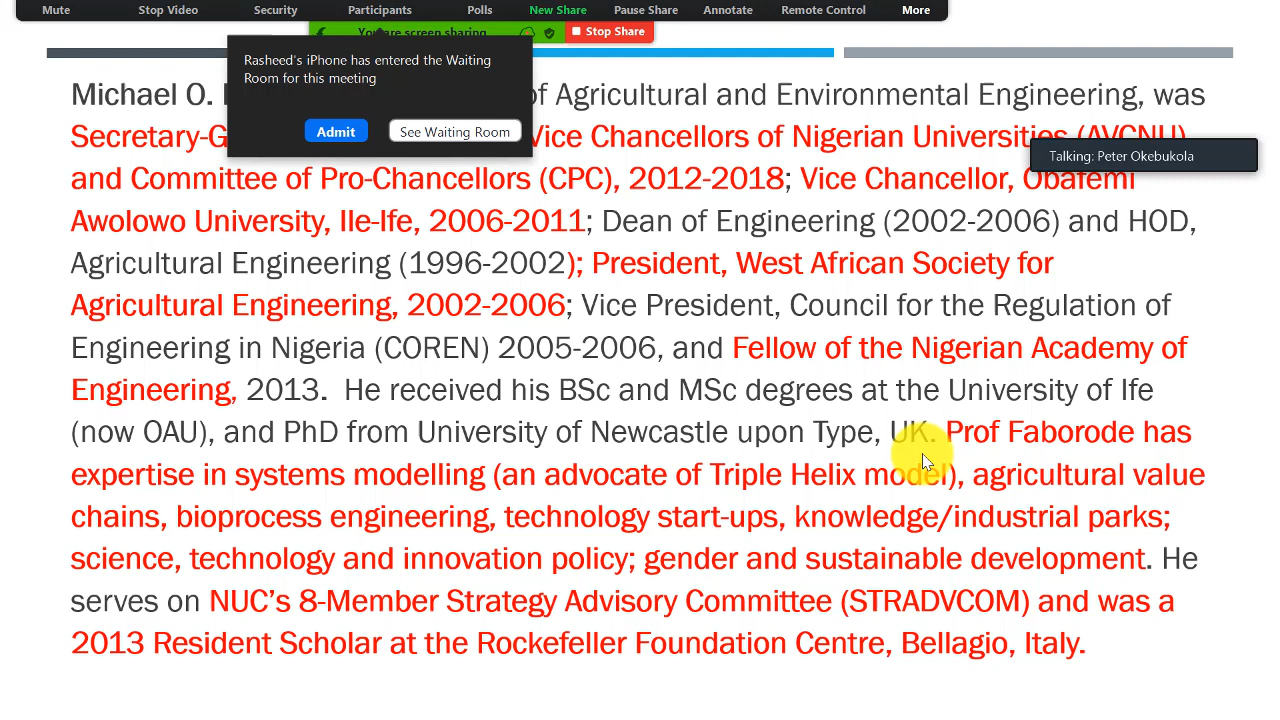 Mute Stop Video Security Participants Polls New Share Pause Share Annotate Remote Control More
You are screen sharing Stop Share
Rasheed's iPhone has entered the Waiting
Room for this meeting
Admit See Waiting Room
Talking: Peter Okebukola
Michael O. of Agricultural and Environmental Engineering, was
Vice Chancellors of Nigerian Universities (AVCNU)
and Committee of Pro-Chancellors (CPC), 2012-2018; Vice Chancellor, Obafemi
Awolowo University, Ile-Ife, 2006-2011; Dean of Engineering (2002-2006) and HOD,
Agricultural Engineering (1996-2002); President, West African Society for
Agricultural Engineering, 2002-2006; Vice President, Council for the Regulation of
Engineering in Nigeria (COREN) 2005-2006, and Fellow of the Nigerian Academy of
Engineering, 2013. He received his BSc and MSc degrees at the University of Ife
(now OAU), and PhD from University of Newcastle upon Type, UK. Prof Faborode has
expertise in systems modelling (an advocate of Triple Helix model), agricultural value
chains, bioprocess engineering, technology start-ups, knowledge/industrial parks;
science, technology and innovation policy; gender and sustainable development. He
serves on NUC's 8-Member Strategy Advisory Committee (STRADVCOM) and was a
2013 Resident Scholar at the Rockefeller Foundation Centre, Bellagio, Italy.